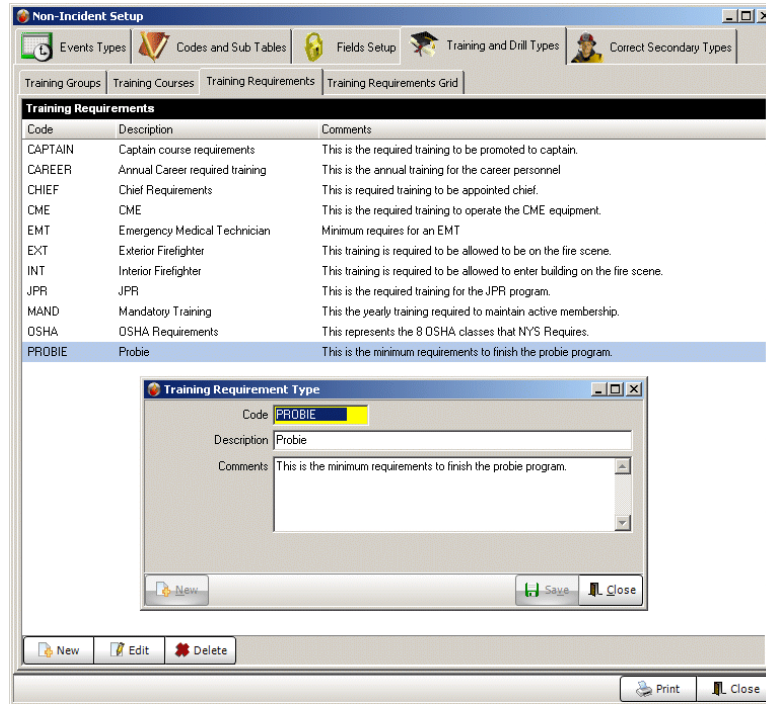 Non-Incident Setup
Events Types Codes and Sub Tables Fields Setup Training and Drill Types Correct Secondary Types
Training Groups Training Courses Training Requirements Training Requirements Grid
Training Requirements
Code Description Comments
CAPTAIN Captain course requirements This is the required training to be promoted to captain.
CAREER Annual Career required training This is the annual training for the career personnel
CHIEF Chief Requirements This is required training to be appointed chief.
CME CME This is the required training to operate the CME equipment.
EMT Emergency Medical Technician Minimum requires for an EMT
EXT Exterior Firefighter This training is required to be allowed to be on the fire scene.
INT Interior Firefighter This training is required to be allowed to enter building on the fire scene.
JPR JPR This is the required training for the JPR program.
MAND Mandatory Training This the yearly training required to maintain active membership.
OSHA OSHA Requirements This represents the 8 OSHA classes that NYS Requires.
PROBIE Probie This is the minimum requirements to finish the probie program.
Training Requirement Type
Code PROBIE
Description Probie
Comments This is the minimum requirements to finish the probie program.
New Save Close
New Edit Delete
Print Close